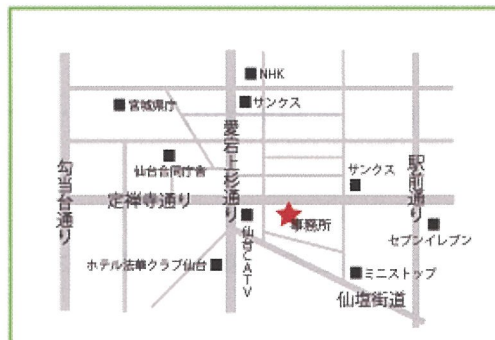 NHK
サンクス
宮城県庁
愛宕上杉通り
仙台合同庁舎
サンクス
駅前通り
勾当台通り
定禅寺通り
事務所
仙台CATV
セブンイレブン
ホテル法華クラブ仙台
ミニストップ
仙塩街道